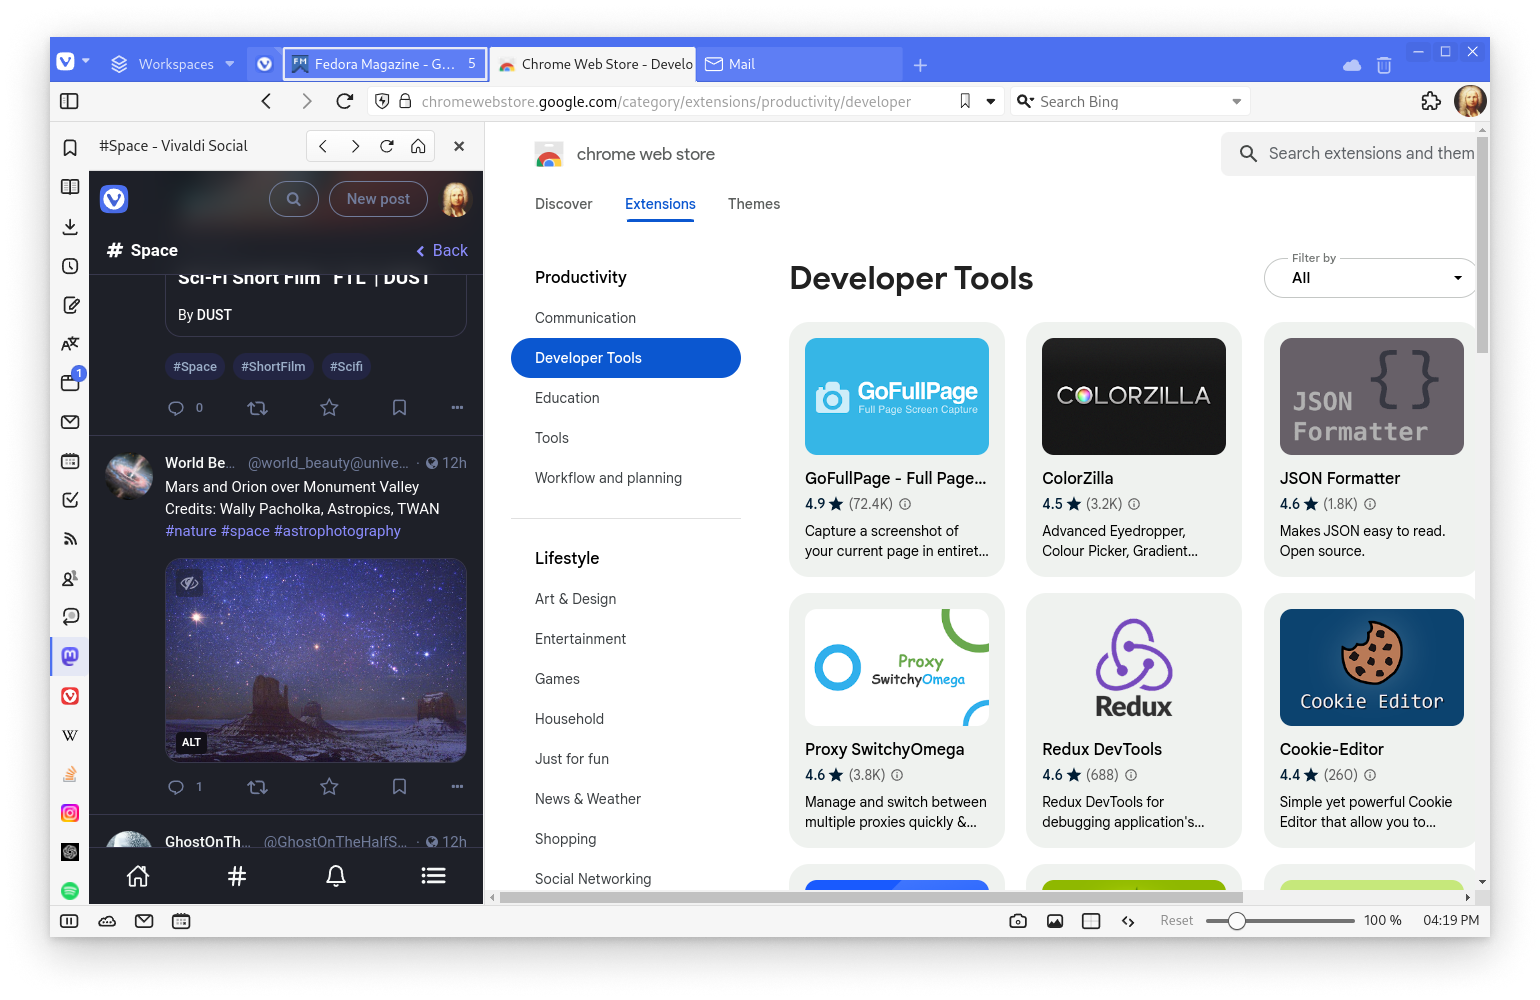 Workspaces
Fedora Magazine - G...
5
Chrome Web Store - Develo
Mail
chromewebstore.google.com/category/extensions/productivity/developer
Search Bing
#Space - Vivaldi Social
New post
# Space
Back
Sci-Fi Short Film "FTL" | DUST
By DUST
#Space
#ShortFilm
#Scifi
0
World Be...
@world_beauty@unive...
· 12h
Mars and Orion over Monument Valley
Credits: Wally Pacholka, Astropics, TWAN
#nature #space #astrophotography
ALT
1
GhostOnTh...
@GhostOnTheHalfS...
· 12h
1
W
chrome web store
Search extensions and them
Discover
Extensions
Themes
Productivity
Communication
Developer Tools
Education
Tools
Workflow and planning
Lifestyle
Art & Design
Entertainment
Games
Household
Just for fun
News & Weather
Shopping
Social Networking
Developer Tools
Filter by
All
GoFullPage
Full Page Screen Capture
GoFullPage - Full Page...
4.9 ★ (72.4K)
Capture a screenshot of
your current page in entiret...
COLORZILLA
ColorZilla
4.5 ★ (3.2K)
Advanced Eyedropper,
Colour Picker, Gradient...
{}
JSON
Formatter
JSON Formatter
4.6 ★ (1.8K)
Makes JSON easy to read.
Open source.
Proxy
SwitchyOmega
Proxy SwitchyOmega
4.6 ★ (3.8K)
Manage and switch between
multiple proxies quickly &...
Redux
Redux DevTools
4.6 ★ (688)
Redux DevTools for
debugging application's...
Cookie Editor
Cookie-Editor
4.4 ★ (260)
Simple yet powerful Cookie
Editor that allow you to...
Reset
100 %
04:19 PM